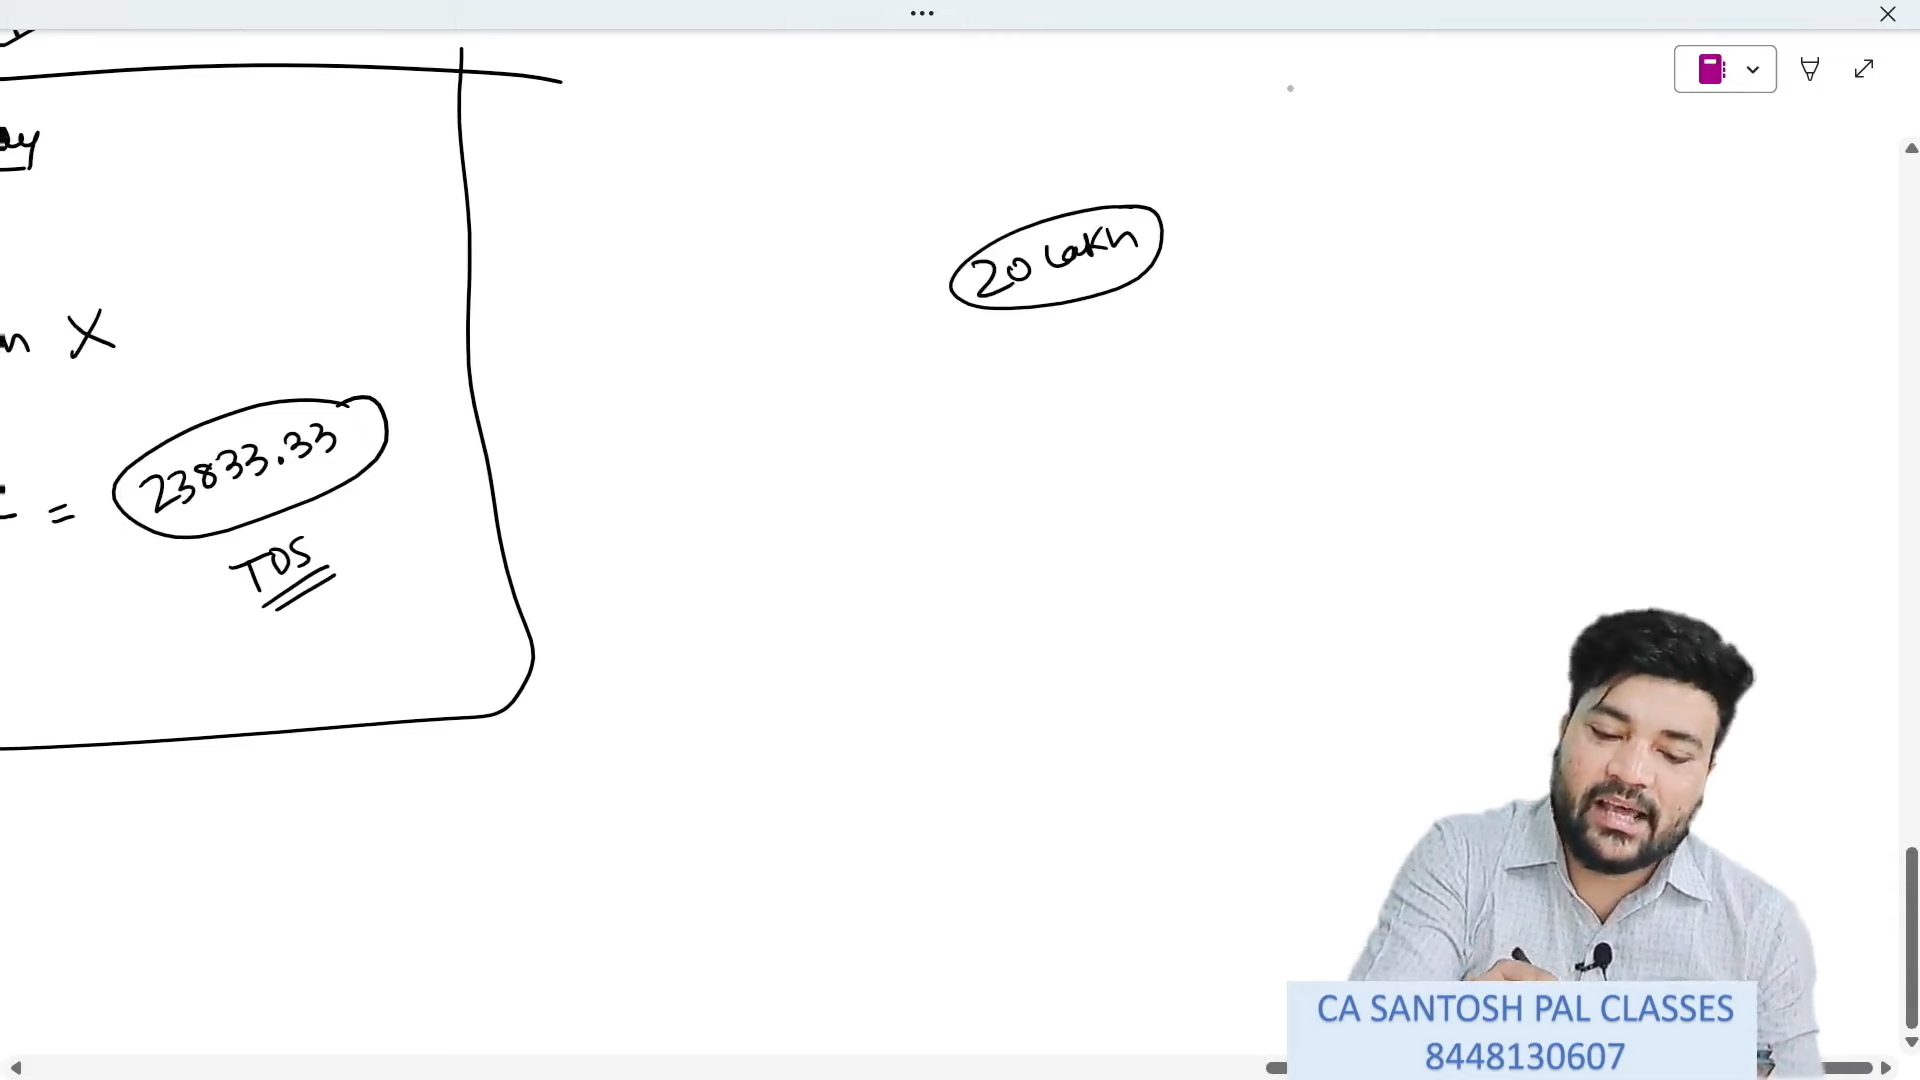 20 Lakh
X
= 23833.33
TDS
CA SANTOSH PAL CLASSES
8448130607